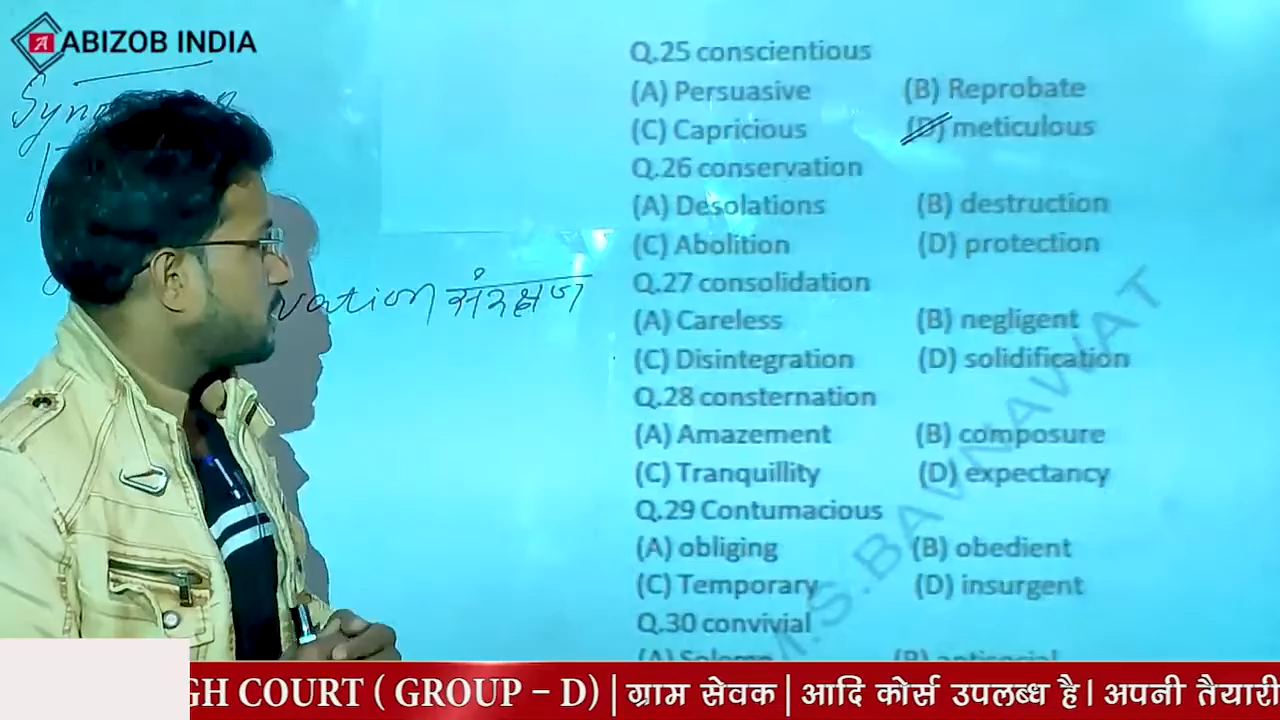 ABIZOB INDIA
Q.25 conscientious
(A) Persuasive (B) Reprobate
(C) Capricious (D) meticulous
Q.26 conservation
(A) Desolations (B) destruction
(C) Abolition (D) protection
Q.27 consolidation
(A) Careless (B) negligent
(C) Disintegration (D) solidification
Q.28 consternation
(A) Amazement (B) composure
(C) Tranquillity (D) expectancy
Q.29 Contumacious
(A) obliging (B) obedient
(C) Temporary (D) insurgent
Q.30 convivial
(A) Solemn (B) antisocial
vation संरक्षण
GH COURT ( GROUP – D) | ग्राम सेवक | आदि कोर्स उपलब्ध है। अपनी तैयारी